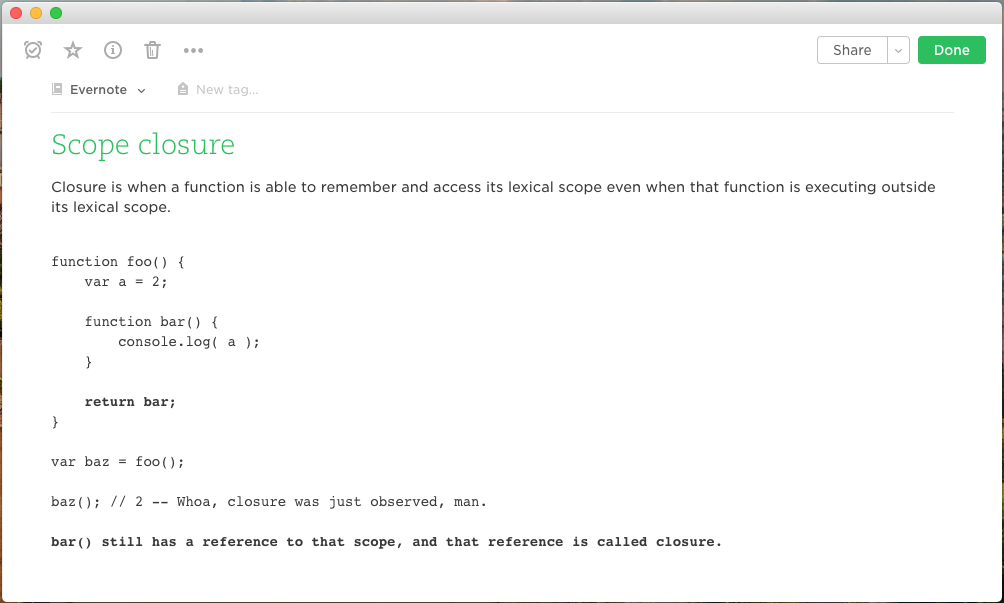 Share
Done
Evernote
New tag...
Scope closure
Closure is when a function is able to remember and access its lexical scope even when that function is executing outside
its lexical scope.
function foo() {
    var a = 2;
    function bar() {
        console.log( a );
    }
    return bar;
}
var baz = foo();
baz(); // 2 -- Whoa, closure was just observed, man.
bar() still has a reference to that scope, and that reference is called closure.